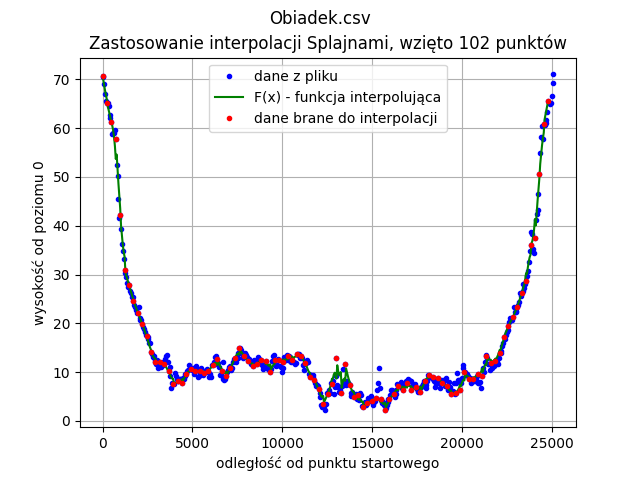 Obiadek.csv
Zastosowanie interpolacji Splajnami, wzięto 102 punktów
dane z pliku
F(x) - funkcja interpolująca
dane brane do interpolacji
wysokość od poziomu 0
70
60
50
40
30
20
10
0
0
5000
10000
15000
20000
25000
odległość od punktu startowego